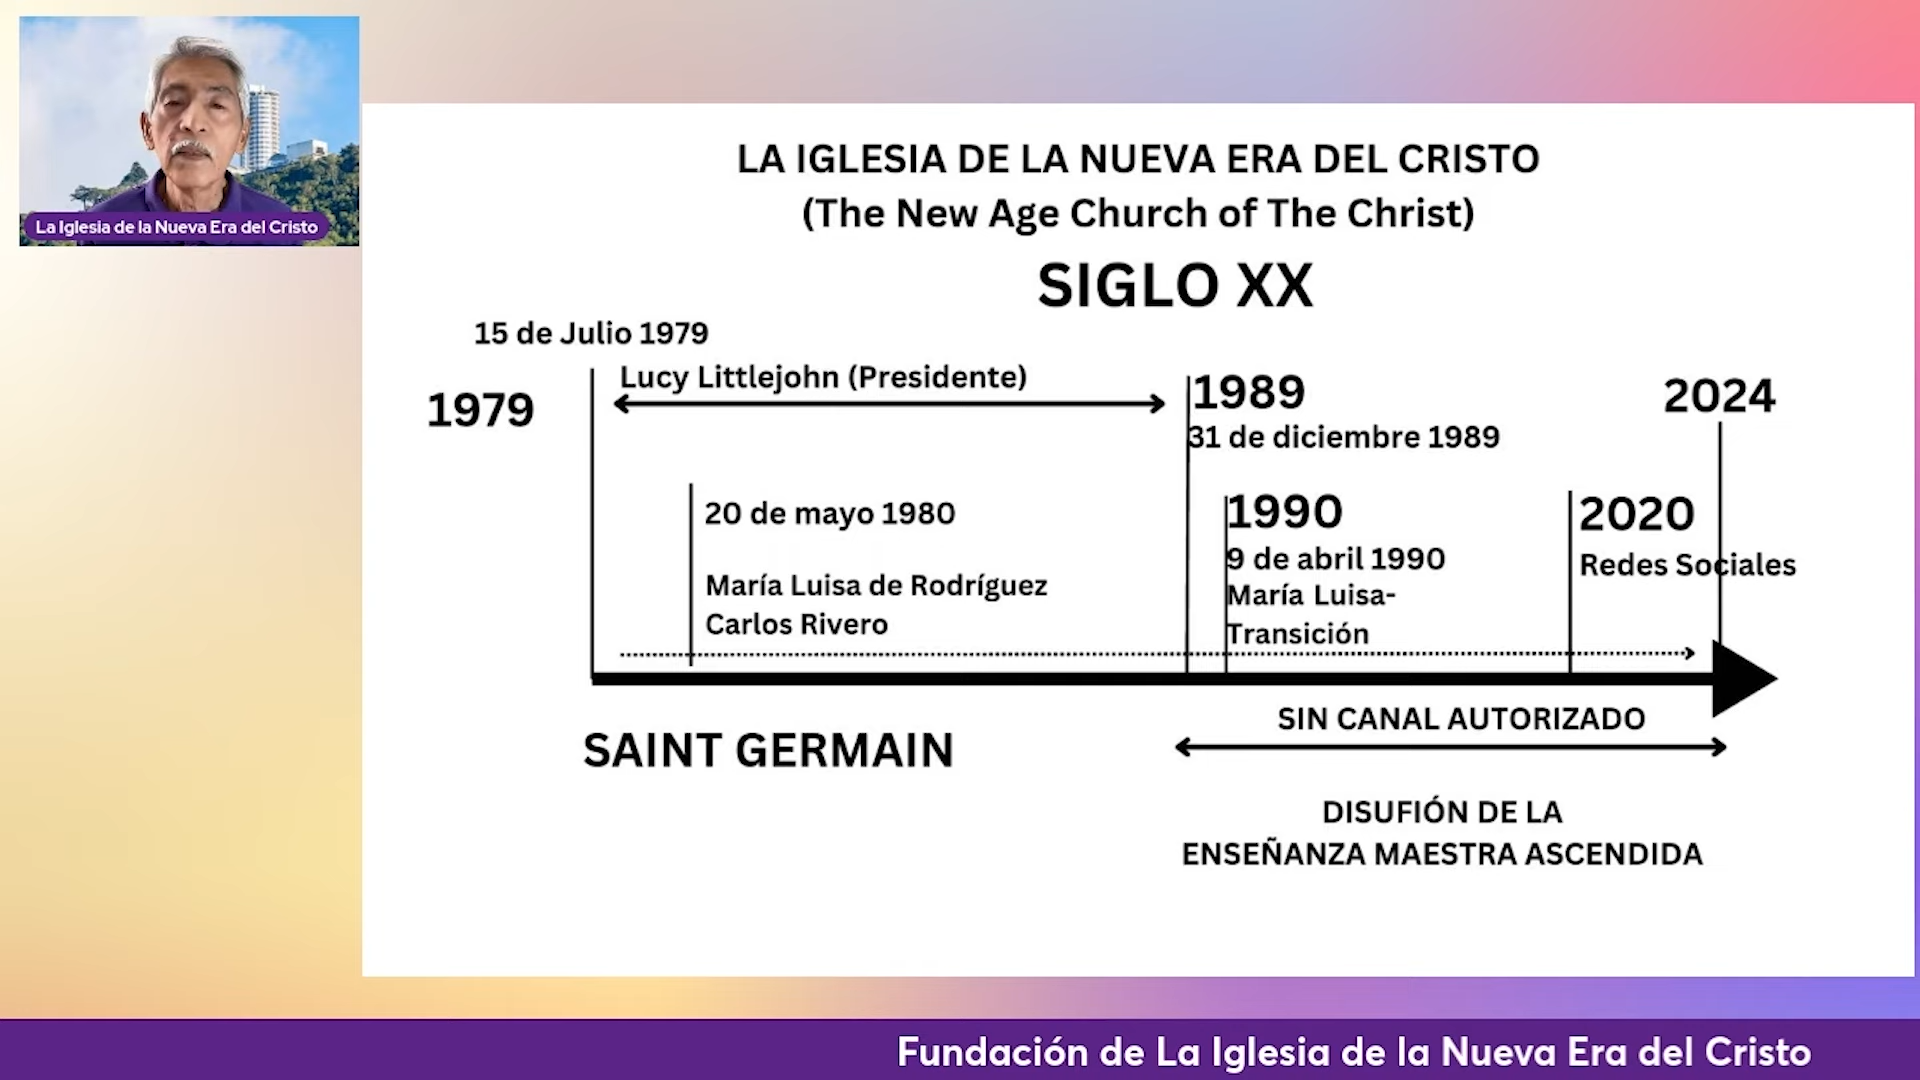 La Iglesia de la Nueva Era del Cristo
LA IGLESIA DE LA NUEVA ERA DEL CRISTO
(The New Age Church of The Christ)
SIGLO XX
15 de Julio 1979
1979
Lucy Littlejohn (Presidente)
1989
31 de diciembre 1989
2024
20 de mayo 1980
María Luisa de Rodríguez
Carlos Rivero
1990
9 de abril 1990
María Luisa-
Transición
2020
Redes Sociales
SAINT GERMAIN
SIN CANAL AUTORIZADO
DISUFIÓN DE LA
ENSEÑANZA MAESTRA ASCENDIDA
Fundación de La Iglesia de la Nueva Era del Cristo